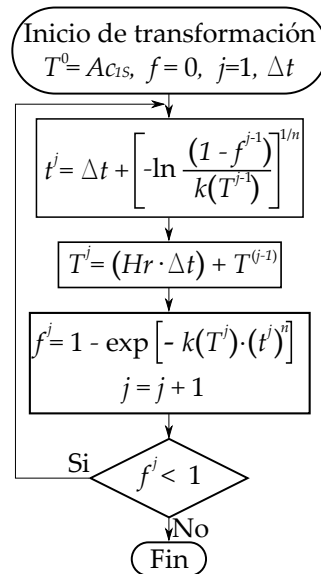 Inicio de transformación
T⁰= Ac₁S, f = 0, j=1, Δt
tʲ= Δt + [-ln (1 - fʲ⁻¹) / k(Tʲ⁻¹)]^1/n
Tʲ= (Hr · Δt) + T⁽ʲ⁻¹⁾
fʲ= 1 - exp [- k(Tʲ)·(tʲ)ⁿ]
j = j + 1
Si
fʲ < 1
No
Fin